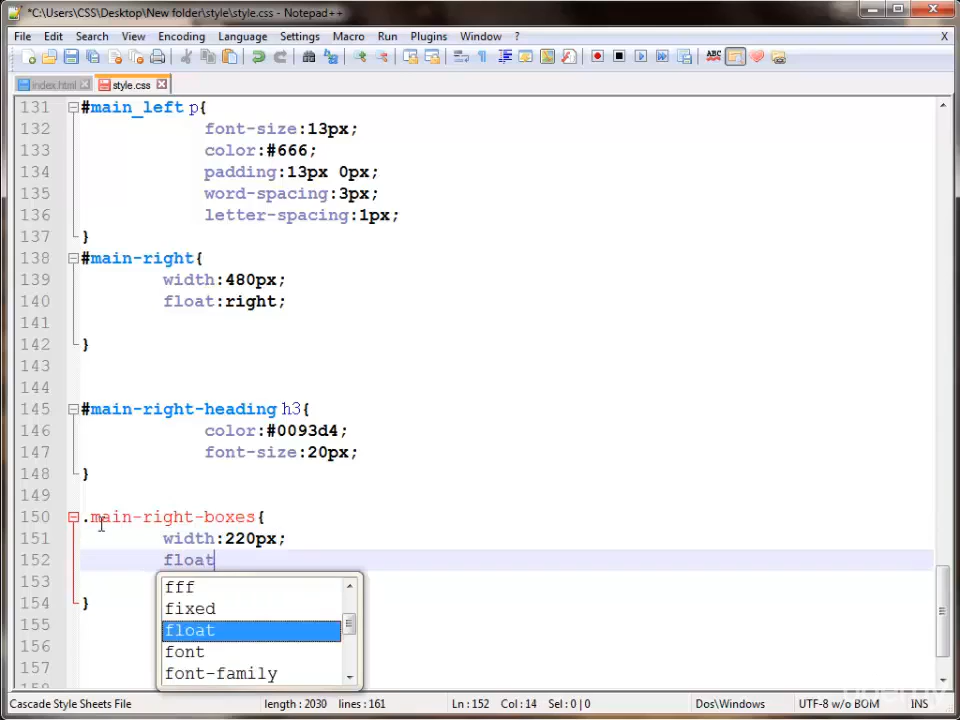 *C:\Users\CSS\Desktop\New folder\style\style.css - Notepad++
File Edit Search View Encoding Language Settings Macro Run Plugins Window ? X
ABC
index.html style.css
131 #main_left p{
132 font-size:13px;
133 color:#666;
134 padding:13px 0px;
135 word-spacing:3px;
136 letter-spacing:1px;
137 }
138 #main-right{
139 width:480px;
140 float:right;
141
142 }
143
144
145 #main-right-heading h3{
146 color:#0093d4;
147 font-size:20px;
148 }
149
150 .main-right-boxes{
151 width:220px;
152 float
153
154 }
155
156
157
fff
fixed
float
font
font-family
Cascade Style Sheets File length : 2030 lines : 161 Ln : 152 Col : 14 Sel : 0 | 0 Dos\Windows UTF-8 w/o BOM INS